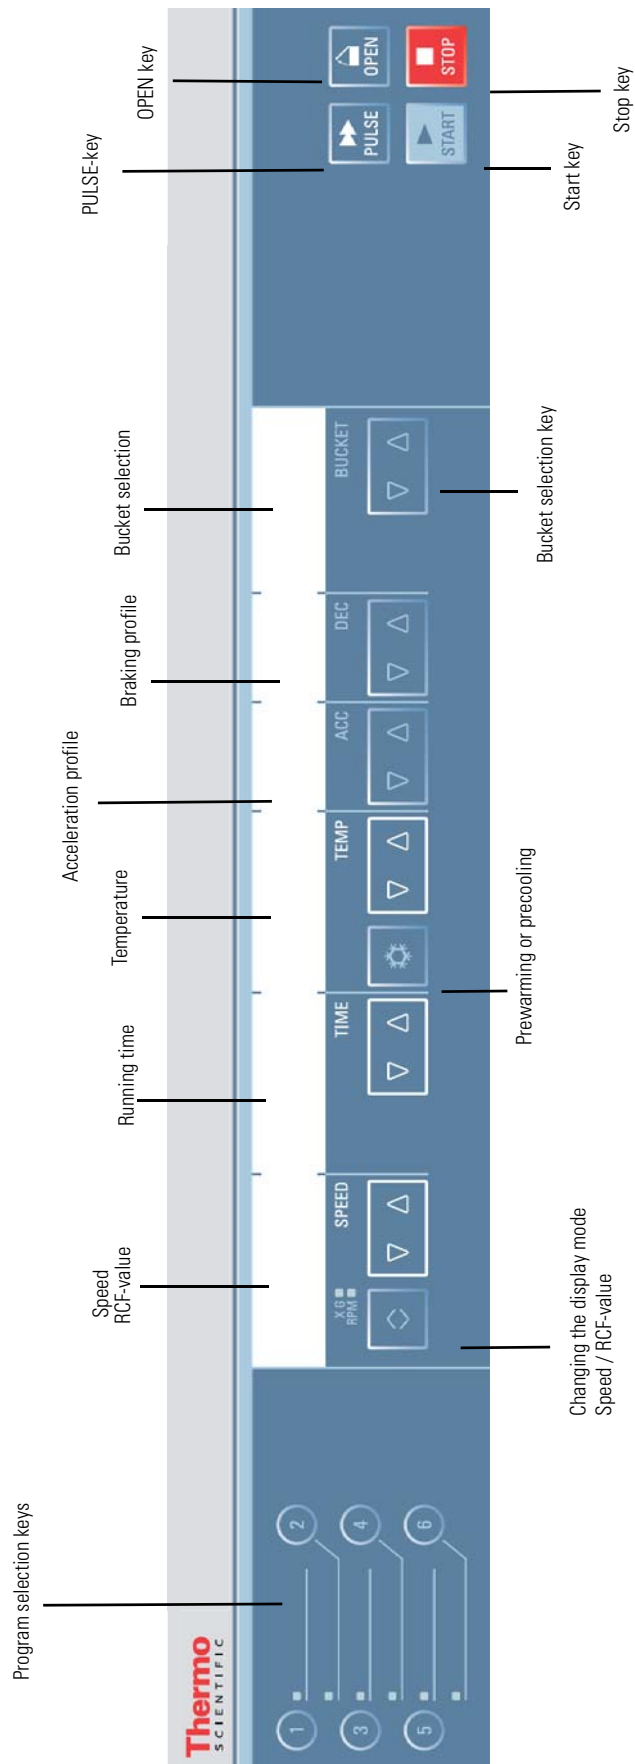 Program selection keys
Speed
RCF-value
Running time
Temperature
Acceleration profile
Braking profile
Bucket selection
PULSE-key
OPEN key
Thermo
SCIENTIFIC
1
2
3
4
5
6
X G
RPM
SPEED
TIME
TEMP
ACC
DEC
BUCKET
PULSE
OPEN
START
STOP
Changing the display mode
Speed / RCF-value
Prewarming or precooling
Bucket selection key
Start key
Stop key